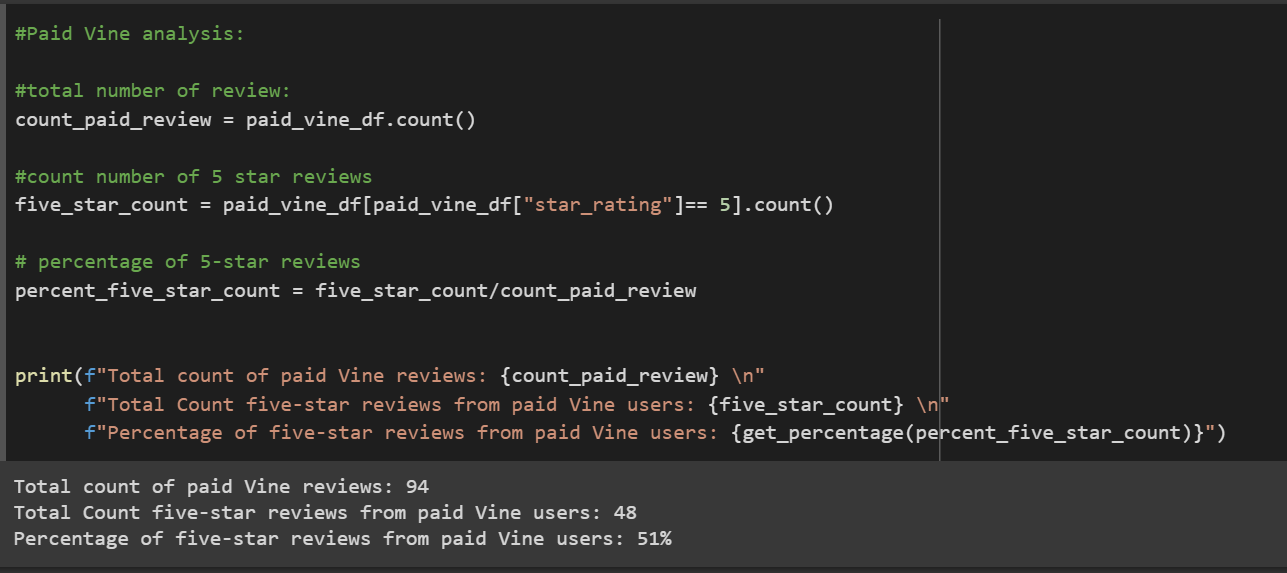 #Paid Vine analysis:
#total number of review:
count_paid_review = paid_vine_df.count()
#count number of 5 star reviews
five_star_count = paid_vine_df[paid_vine_df["star_rating"]== 5].count()
# percentage of 5-star reviews
percent_five_star_count = five_star_count/count_paid_review
print(f"Total count of paid Vine reviews: {count_paid_review} \n"
      f"Total Count five-star reviews from paid Vine users: {five_star_count} \n"
      f"Percentage of five-star reviews from paid Vine users: {get_percentage(percent_five_star_count)}")
Total count of paid Vine reviews: 94
Total Count five-star reviews from paid Vine users: 48
Percentage of five-star reviews from paid Vine users: 51%